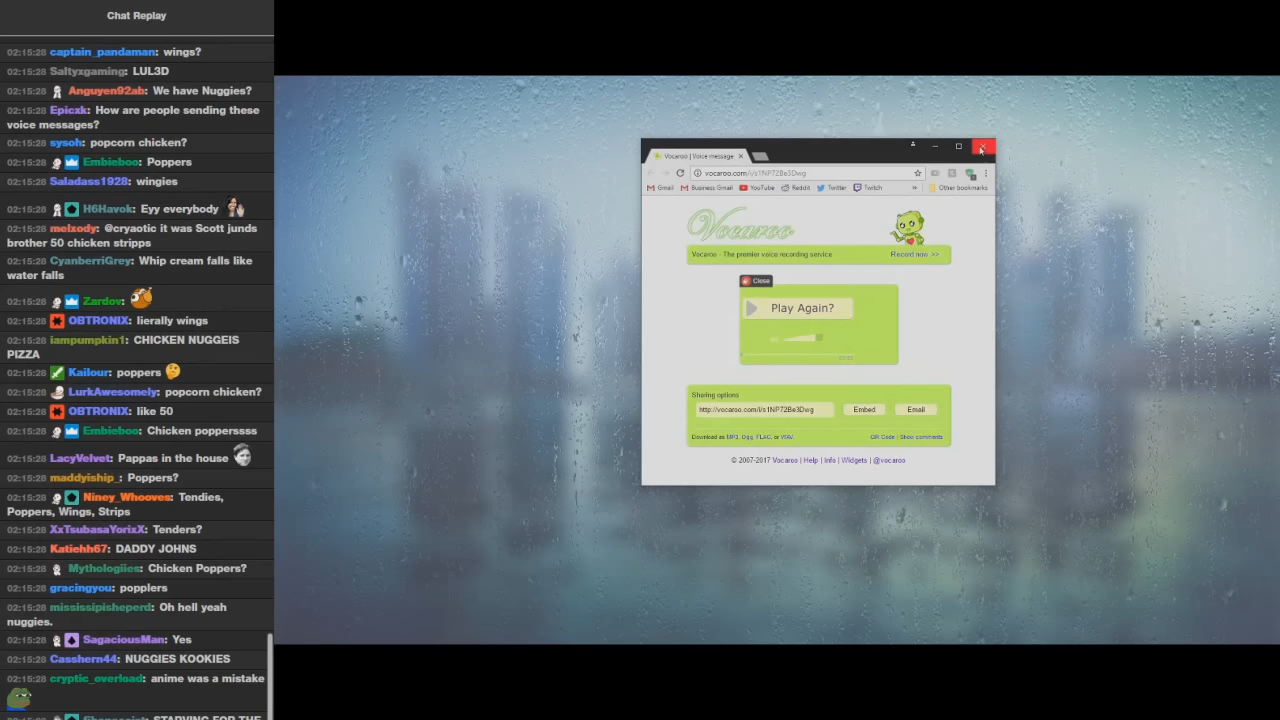 Chat Replay
02:15:28 captain_pandaman: wings?
02:15:28 Saltyxgaming: LUL3D
02:15:28 Anguyen92ab: We have Nuggies?
02:15:28 Epicxk: How are people sending these
voice messages?
02:15:28 sysoh: popcorn chicken?
02:15:28 Embieboo: Poppers
02:15:28 Saladass1928: wingies
02:15:28 H6Havok: Eyy everybody
02:15:28 melxody: @cryaotic it was Scott junds
brother 50 chicken stripps
02:15:28 CyanberriGrey: Whip cream falls like
water falls
02:15:28 Zardov:
02:15:28 OBTRONIX: lierally wings
02:15:28 iampumpkin1: CHICKEN NUGGEIS
PIZZA
02:15:28 Kailour: poppers
02:15:28 LurkAwesomely: popcorn chicken?
02:15:28 OBTRONIX: like 50
02:15:28 Embieboo: Chicken popperssss
02:15:28 LacyVelvet: Pappas in the house
02:15:28 maddyiship_: Poppers?
02:15:28 Niney_Whooves: Tendies,
Poppers, Wings, Strips
02:15:28 XxTsubasaYorixX: Tenders?
02:15:28 Katiehh67: DADDY JOHNS
02:15:28 Mythologiies: Chicken Poppers?
02:15:28 gracingyou: popplers
02:15:28 mississipisheperd: Oh hell yeah
nuggies.
02:15:28 SagaciousMan: Yes
02:15:28 Casshern44: NUGGIES KOOKIES
02:15:28 cryptic_overload: anime was a mistake
STARVING FOR THE
Vocaroo | Voice message
vocaroo.com/i/s1NP72Be3Dwg
Gmail Business Gmail YouTube Reddit Twitter Twitch » Other bookmarks
Vocaroo
Vocaroo - The premier voice recording service Record now >>
Close
Play Again?
Sharing options
http://vocaroo.com/i/s1NP72Be3Dwg Embed Email
Download as MP3, Ogg, FLAC, or WAV. QR Code | Show comments
© 2007-2017 Vocaroo | Help | Info | Widgets | @vocaroo